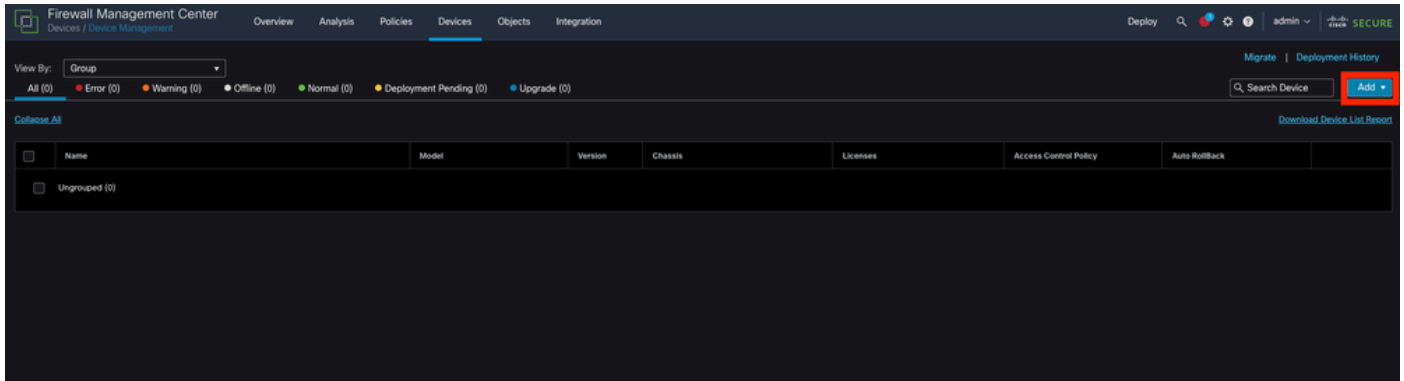 Firewall Management Center
Devices / Device Management
Overview Analysis Policies Devices Objects Integration Deploy admin cisco SECURE
Migrate | Deployment History
View By: Group
All (0) Error (0) Warning (0) Offline (0) Normal (0) Deployment Pending (0) Upgrade (0) Search Device Add
Collapse All Download Device List Report
Name Model Version Chassis Licenses Access Control Policy Auto RollBack
Ungrouped (0)